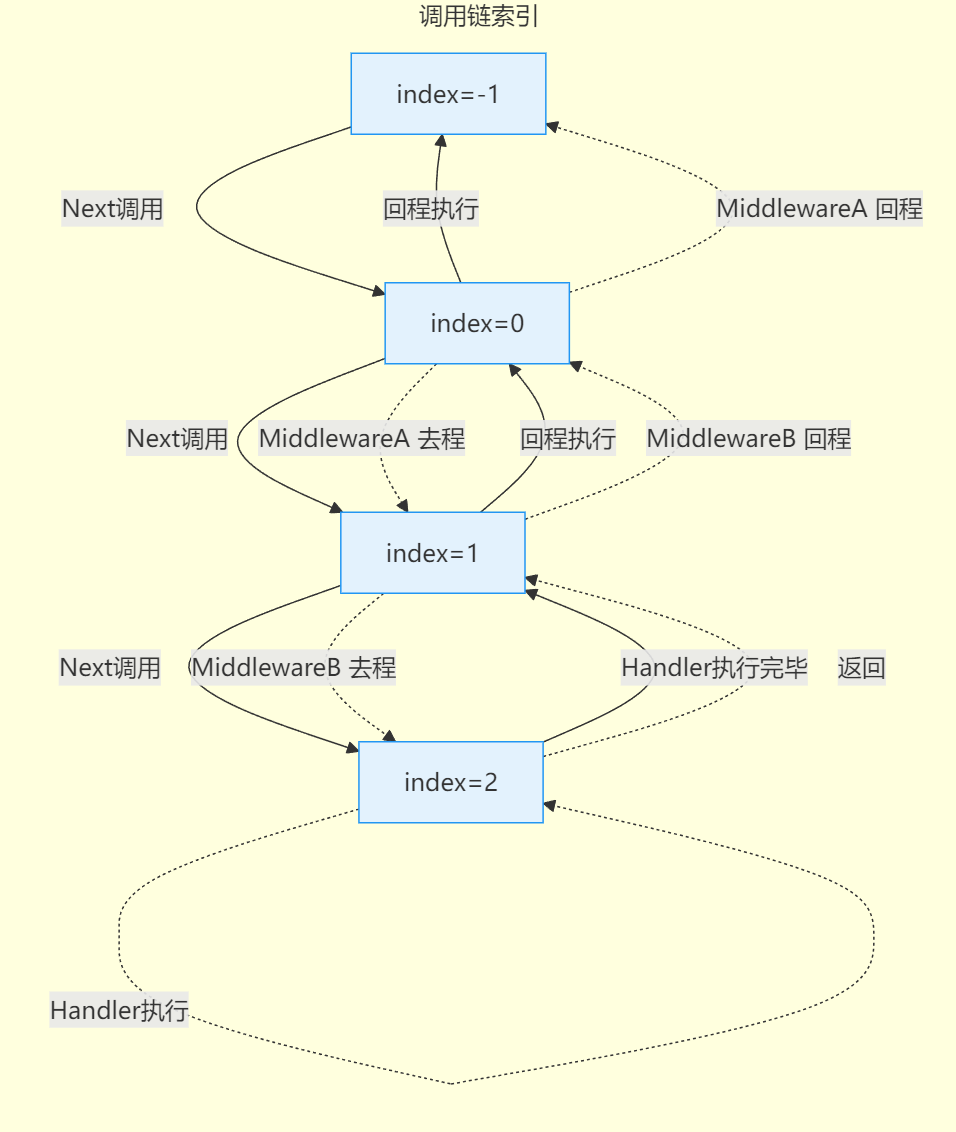 调用链索引
index=-1
Next调用
回程执行
MiddlewareA 回程
index=0
Next调用
MiddlewareA 去程
回程执行
MiddlewareB 回程
index=1
Next调用
MiddlewareB 去程
Handler执行完毕
返回
index=2
Handler执行